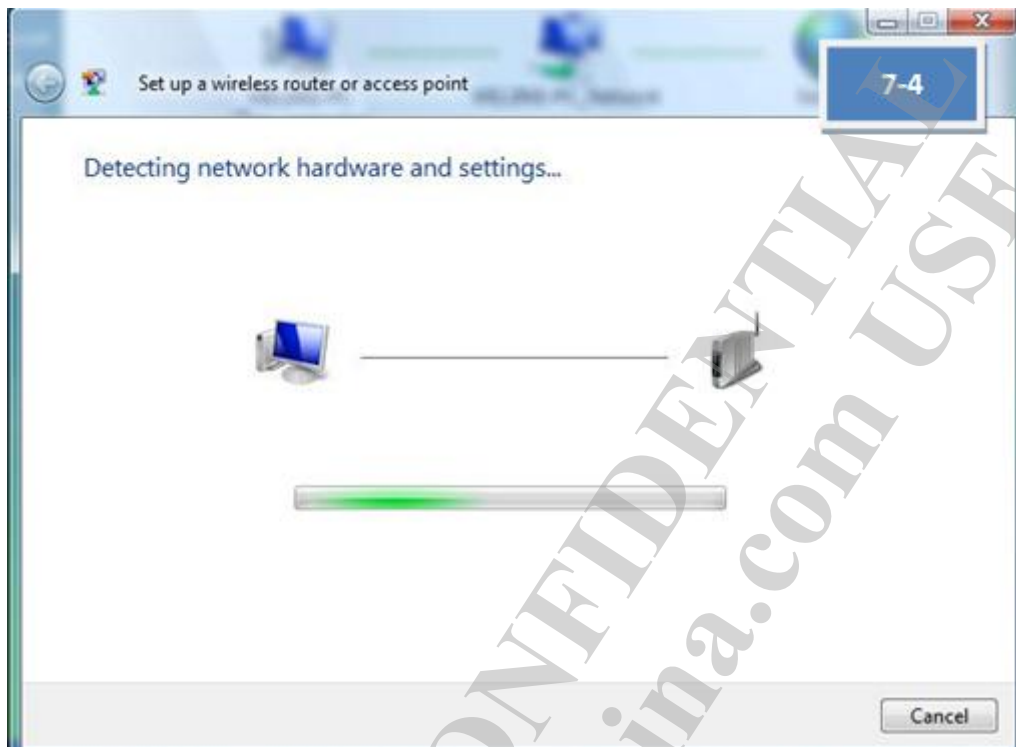 Set up a wireless router or access point
7-4
Detecting network hardware and settings...
Cancel